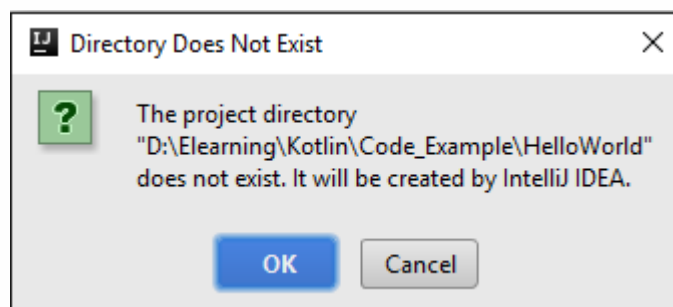 IJ Directory Does Not Exist
?
The project directory
"D:\Elearning\Kotlin\Code_Example\HelloWorld"
does not exist. It will be created by IntelliJ IDEA.
OK Cancel